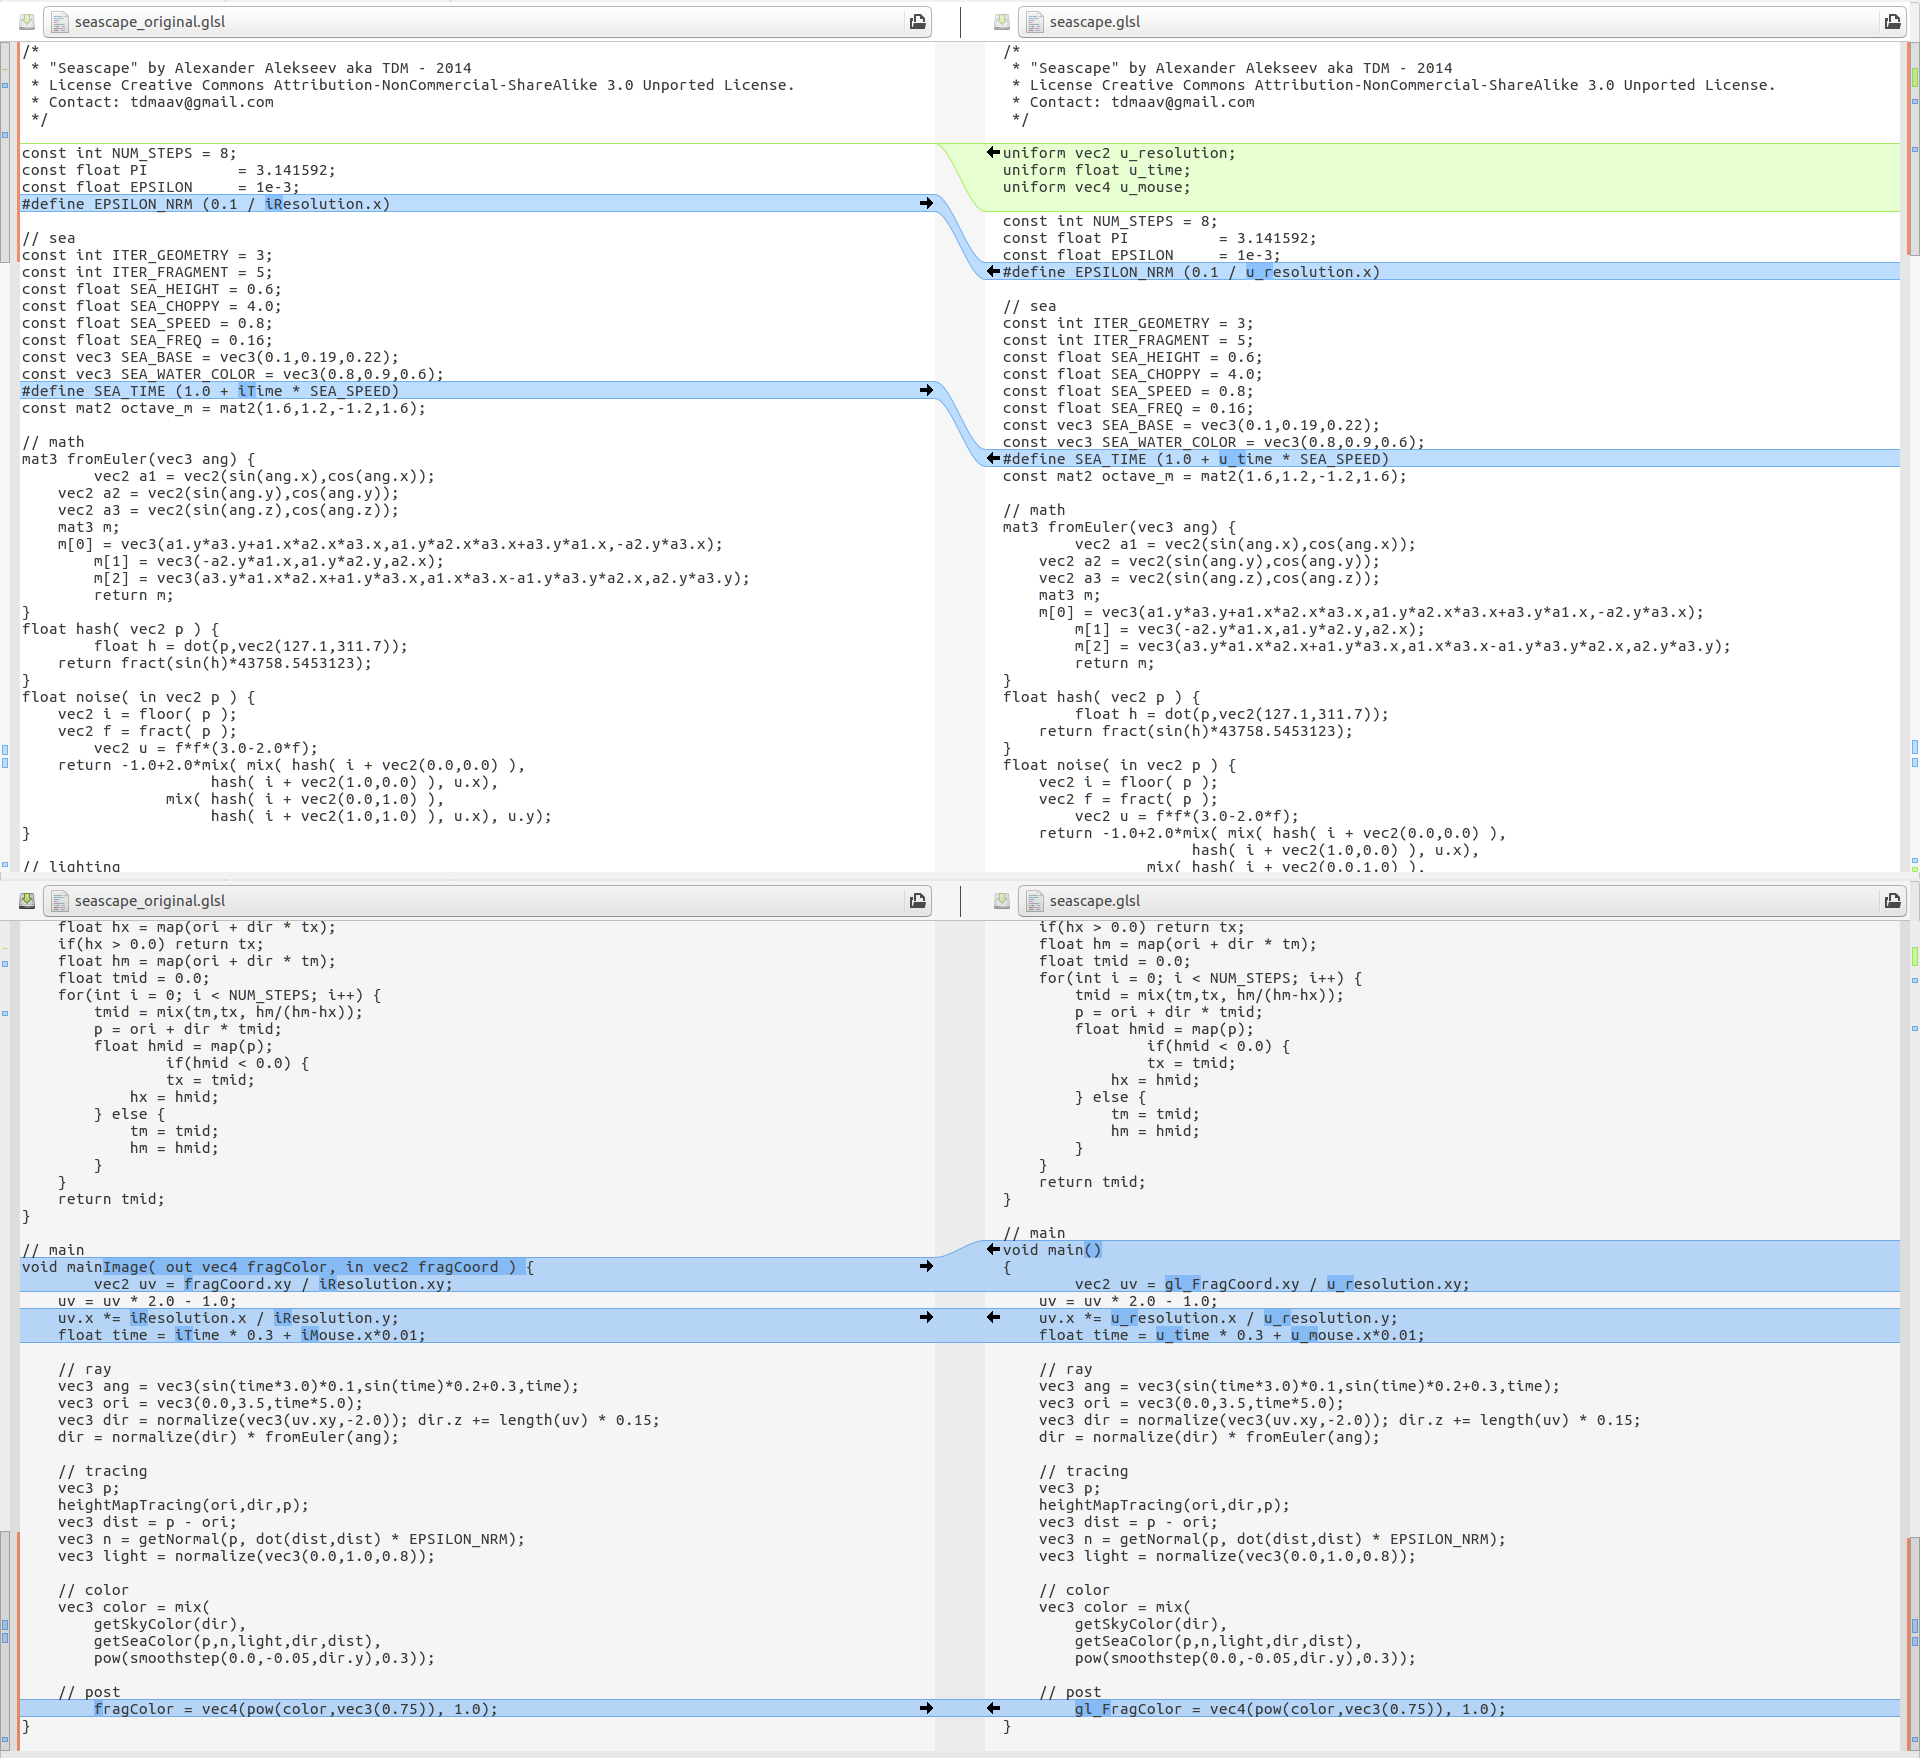 seascape_original.glsl
/*
 * "Seascape" by Alexander Alekseev aka TDM - 2014
 * License Creative Commons Attribution-NonCommercial-ShareAlike 3.0 Unported License.
 * Contact: tdmaav@gmail.com
 */

const int NUM_STEPS = 8;
const float PI          = 3.141592;
const float EPSILON     = 1e-3;
#define EPSILON_NRM (0.1 / iResolution.x)

// sea
const int ITER_GEOMETRY = 3;
const int ITER_FRAGMENT = 5;
const float SEA_HEIGHT = 0.6;
const float SEA_CHOPPY = 4.0;
const float SEA_SPEED = 0.8;
const float SEA_FREQ = 0.16;
const vec3 SEA_BASE = vec3(0.1,0.19,0.22);
const vec3 SEA_WATER_COLOR = vec3(0.8,0.9,0.6);
#define SEA_TIME (1.0 + iTime * SEA_SPEED)
const mat2 octave_m = mat2(1.6,1.2,-1.2,1.6);

// math
mat3 fromEuler(vec3 ang) {
        vec2 a1 = vec2(sin(ang.x),cos(ang.x));
    vec2 a2 = vec2(sin(ang.y),cos(ang.y));
    vec2 a3 = vec2(sin(ang.z),cos(ang.z));
    mat3 m;
    m[0] = vec3(a1.y*a3.y+a1.x*a2.x*a3.x,a1.y*a2.x*a3.x+a3.y*a1.x,-a2.y*a3.x);
        m[1] = vec3(-a2.y*a1.x,a1.y*a2.y,a2.x);
        m[2] = vec3(a3.y*a1.x*a2.x+a1.y*a3.x,a1.x*a3.x-a1.y*a3.y*a2.x,a2.y*a3.y);
        return m;
}
float hash( vec2 p ) {
        float h = dot(p,vec2(127.1,311.7));
    return fract(sin(h)*43758.5453123);
}
float noise( in vec2 p ) {
    vec2 i = floor( p );
    vec2 f = fract( p );
        vec2 u = f*f*(3.0-2.0*f);
    return -1.0+2.0*mix( mix( hash( i + vec2(0.0,0.0) ),
                     hash( i + vec2(1.0,0.0) ), u.x),
                mix( hash( i + vec2(0.0,1.0) ),
                     hash( i + vec2(1.0,1.0) ), u.x), u.y);
}

// lighting
seascape.glsl
/*
 * "Seascape" by Alexander Alekseev aka TDM - 2014
 * License Creative Commons Attribution-NonCommercial-ShareAlike 3.0 Unported License.
 * Contact: tdmaav@gmail.com
 */

uniform vec2 u_resolution;
uniform float u_time;
uniform vec4 u_mouse;

const int NUM_STEPS = 8;
const float PI          = 3.141592;
const float EPSILON     = 1e-3;
#define EPSILON_NRM (0.1 / u_resolution.x)

// sea
const int ITER_GEOMETRY = 3;
const int ITER_FRAGMENT = 5;
const float SEA_HEIGHT = 0.6;
const float SEA_CHOPPY = 4.0;
const float SEA_SPEED = 0.8;
const float SEA_FREQ = 0.16;
const vec3 SEA_BASE = vec3(0.1,0.19,0.22);
const vec3 SEA_WATER_COLOR = vec3(0.8,0.9,0.6);
#define SEA_TIME (1.0 + u_time * SEA_SPEED)
const mat2 octave_m = mat2(1.6,1.2,-1.2,1.6);

// math
mat3 fromEuler(vec3 ang) {
        vec2 a1 = vec2(sin(ang.x),cos(ang.x));
    vec2 a2 = vec2(sin(ang.y),cos(ang.y));
    vec2 a3 = vec2(sin(ang.z),cos(ang.z));
    mat3 m;
    m[0] = vec3(a1.y*a3.y+a1.x*a2.x*a3.x,a1.y*a2.x*a3.x+a3.y*a1.x,-a2.y*a3.x);
        m[1] = vec3(-a2.y*a1.x,a1.y*a2.y,a2.x);
        m[2] = vec3(a3.y*a1.x*a2.x+a1.y*a3.x,a1.x*a3.x-a1.y*a3.y*a2.x,a2.y*a3.y);
        return m;
}
float hash( vec2 p ) {
        float h = dot(p,vec2(127.1,311.7));
    return fract(sin(h)*43758.5453123);
}
float noise( in vec2 p ) {
    vec2 i = floor( p );
    vec2 f = fract( p );
        vec2 u = f*f*(3.0-2.0*f);
    return -1.0+2.0*mix( mix( hash( i + vec2(0.0,0.0) ),
                     hash( i + vec2(1.0,0.0) ), u.x),
                mix( hash( i + vec2(0.0,1.0) ),
seascape_original.glsl
    float hx = map(ori + dir * tx);
    if(hx > 0.0) return tx;
    float hm = map(ori + dir * tm);
    float tmid = 0.0;
    for(int i = 0; i < NUM_STEPS; i++) {
        tmid = mix(tm,tx, hm/(hm-hx));
        p = ori + dir * tmid;
        float hmid = map(p);
                if(hmid < 0.0) {
                tx = tmid;
            hx = hmid;
        } else {
            tm = tmid;
            hm = hmid;
        }
    }
    return tmid;
}

// main
void mainImage( out vec4 fragColor, in vec2 fragCoord ) {
        vec2 uv = fragCoord.xy / iResolution.xy;
    uv = uv * 2.0 - 1.0;
    uv.x *= iResolution.x / iResolution.y;
    float time = iTime * 0.3 + iMouse.x*0.01;

    // ray
    vec3 ang = vec3(sin(time*3.0)*0.1,sin(time)*0.2+0.3,time);
    vec3 ori = vec3(0.0,3.5,time*5.0);
    vec3 dir = normalize(vec3(uv.xy,-2.0)); dir.z += length(uv) * 0.15;
    dir = normalize(dir) * fromEuler(ang);

    // tracing
    vec3 p;
    heightMapTracing(ori,dir,p);
    vec3 dist = p - ori;
    vec3 n = getNormal(p, dot(dist,dist) * EPSILON_NRM);
    vec3 light = normalize(vec3(0.0,1.0,0.8));

    // color
    vec3 color = mix(
        getSkyColor(dir),
        getSeaColor(p,n,light,dir,dist),
        pow(smoothstep(0.0,-0.05,dir.y),0.3));

    // post
        fragColor = vec4(pow(color,vec3(0.75)), 1.0);
}
seascape.glsl
    if(hx > 0.0) return tx;
    float hm = map(ori + dir * tm);
    float tmid = 0.0;
    for(int i = 0; i < NUM_STEPS; i++) {
        tmid = mix(tm,tx, hm/(hm-hx));
        p = ori + dir * tmid;
        float hmid = map(p);
                if(hmid < 0.0) {
                tx = tmid;
            hx = hmid;
        } else {
            tm = tmid;
            hm = hmid;
        }
    }
    return tmid;
}

// main
void main()
{
        vec2 uv = gl_FragCoord.xy / u_resolution.xy;
    uv = uv * 2.0 - 1.0;
    uv.x *= u_resolution.x / u_resolution.y;
    float time = u_time * 0.3 + u_mouse.x*0.01;

    // ray
    vec3 ang = vec3(sin(time*3.0)*0.1,sin(time)*0.2+0.3,time);
    vec3 ori = vec3(0.0,3.5,time*5.0);
    vec3 dir = normalize(vec3(uv.xy,-2.0)); dir.z += length(uv) * 0.15;
    dir = normalize(dir) * fromEuler(ang);

    // tracing
    vec3 p;
    heightMapTracing(ori,dir,p);
    vec3 dist = p - ori;
    vec3 n = getNormal(p, dot(dist,dist) * EPSILON_NRM);
    vec3 light = normalize(vec3(0.0,1.0,0.8));

    // color
    vec3 color = mix(
        getSkyColor(dir),
        getSeaColor(p,n,light,dir,dist),
        pow(smoothstep(0.0,-0.05,dir.y),0.3));

    // post
        gl_FragColor = vec4(pow(color,vec3(0.75)), 1.0);
}